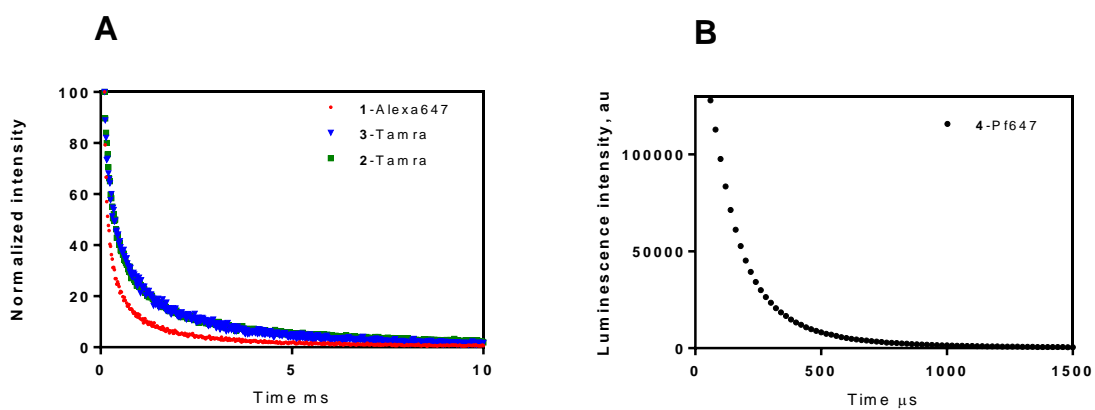 A
Normalized intensity
100
80
60
40
20
0
0
5
10
Time ms
1-Alexa647
3-Tamra
2-Tamra
B
Luminescence intensity, au
100000
50000
0
0
500
1000
1500
Time μs
4-Pf647